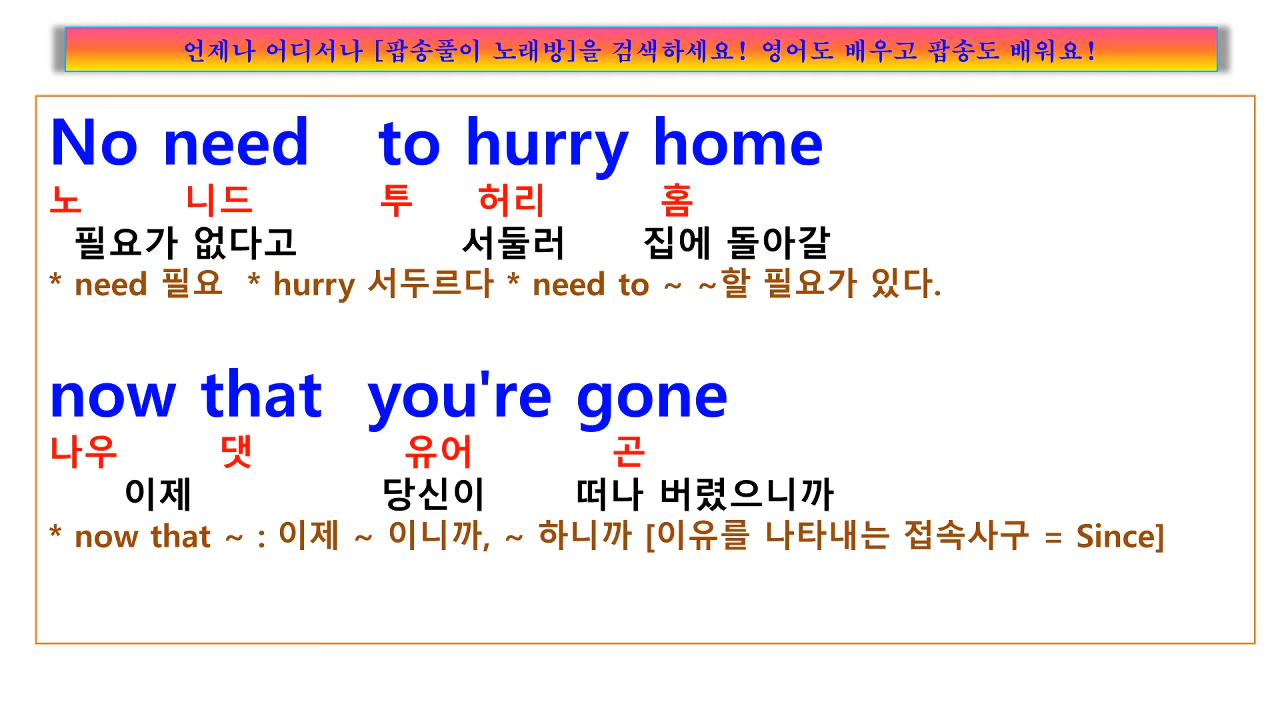 언제나 어디서나 [팝송풀이 노래방]을 검색하세요! 영어도 배우고 팝송도 배워요!
No need to hurry home
노 니드 투 허리 홈
필요가 없다고 서둘러 집에 돌아갈
* need 필요 * hurry 서두르다 * need to ~ ~할 필요가 있다.
now that you're gone
나우 댓 유어 곤
이제 당신이 떠나 버렸으니까
* now that ~ : 이제 ~ 이니까, ~ 하니까 [이유를 나타내는 접속사구 = Since]